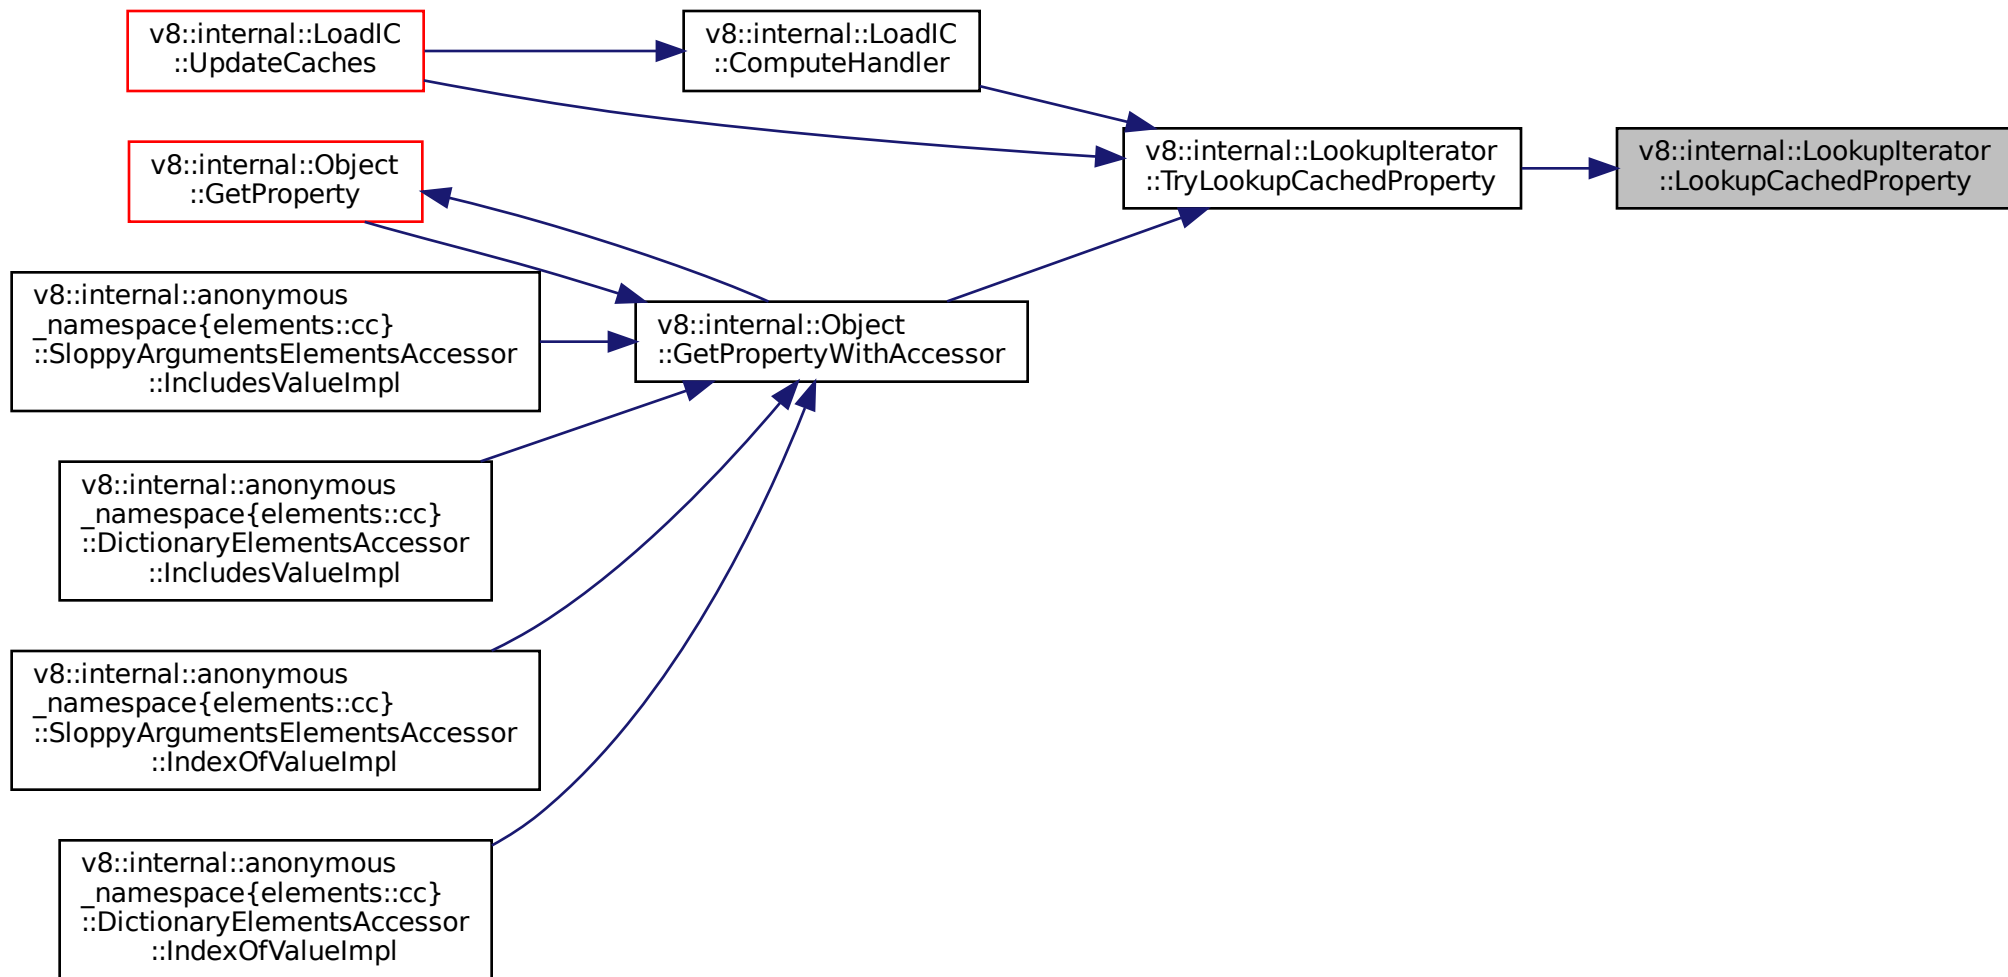 v8::internal::LoadIC
::UpdateCaches
v8::internal::LoadIC
::ComputeHandler
v8::internal::LookupIterator
::TryLookupCachedProperty
v8::internal::LookupIterator
::LookupCachedProperty
v8::internal::Object
::GetProperty
v8::internal::anonymous
_namespace{elements::cc}
::SloppyArgumentsElementsAccessor
::IncludesValueImpl
v8::internal::Object
::GetPropertyWithAccessor
v8::internal::anonymous
_namespace{elements::cc}
::DictionaryElementsAccessor
::IncludesValueImpl
v8::internal::anonymous
_namespace{elements::cc}
::SloppyArgumentsElementsAccessor
::IndexOfValueImpl
v8::internal::anonymous
_namespace{elements::cc}
::DictionaryElementsAccessor
::IndexOfValueImpl